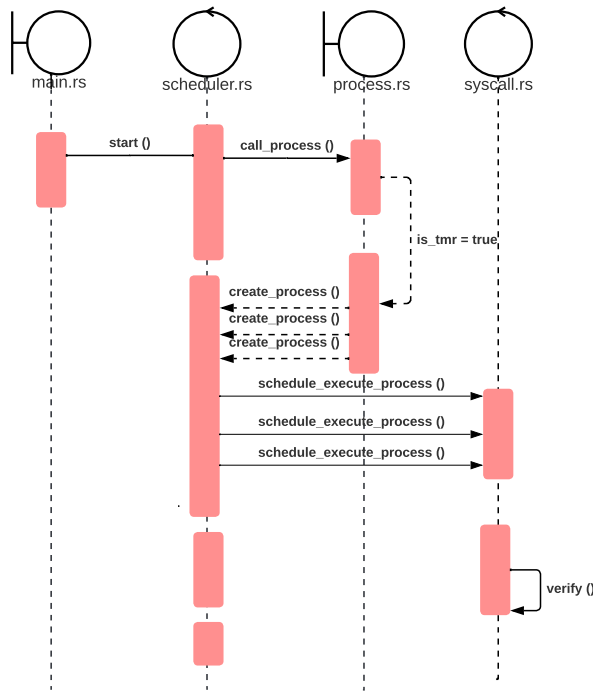 main.rs
scheduler.rs
process.rs
syscall.rs
start ()
call_process ()
is_tmr = true
create_process ()
create_process ()
create_process ()
schedule_execute_process ()
schedule_execute_process ()
schedule_execute_process ()
verify ()